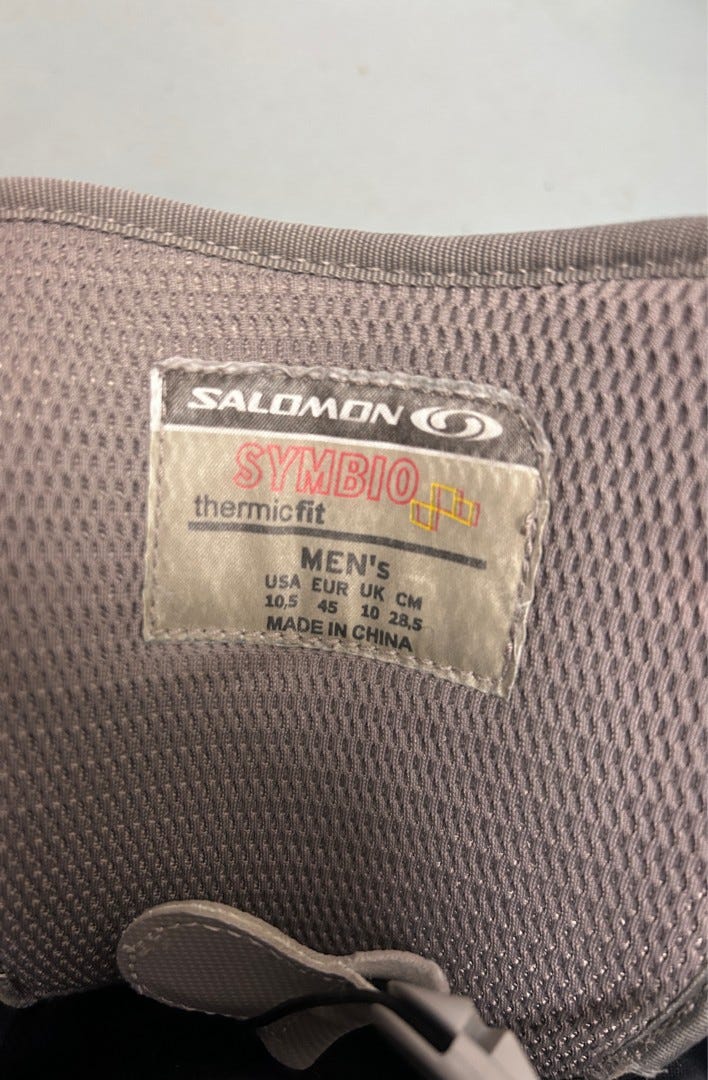 SALOMON
SYMBIO
thermicfit
MEN's
USA EUR UK CM
10,5 45 10 28,5
MADE IN CHINA